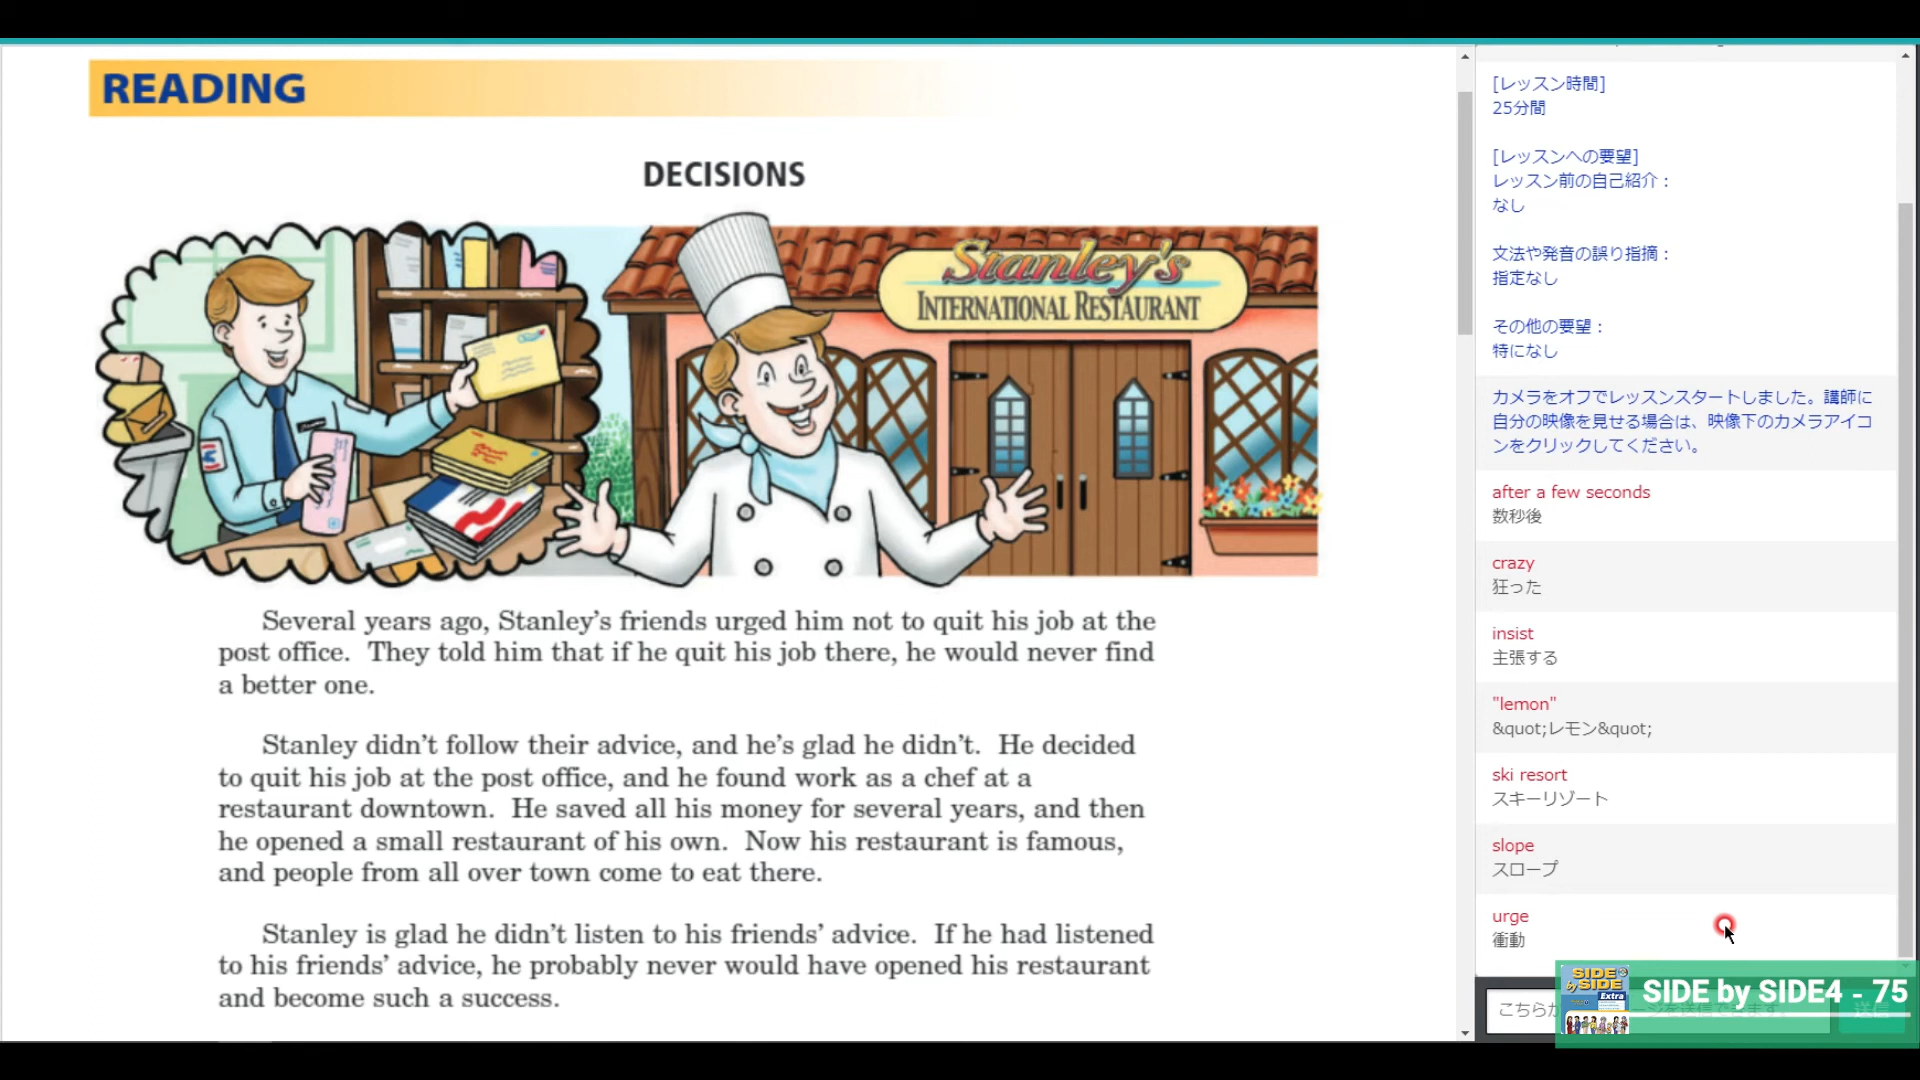 READING
DECISIONS
Stanley's
INTERNATIONAL RESTAURANT
Several years ago, Stanley's friends urged him not to quit his job at the
post office. They told him that if he quit his job there, he would never find
a better one.
Stanley didn't follow their advice, and he's glad he didn't. He decided
to quit his job at the post office, and he found work as a chef at a
restaurant downtown. He saved all his money for several years, and then
he opened a small restaurant of his own. Now his restaurant is famous,
and people from all over town come to eat there.
Stanley is glad he didn't listen to his friends' advice. If he had listened
to his friends' advice, he probably never would have opened his restaurant
and become such a success.
[レッスン時間]
25分間
[レッスンへの要望]
レッスン前の自己紹介：
なし
文法や発音の誤り指摘：
指定なし
その他の要望：
特になし
カメラをオフでレッスンスタートしました。講師に
自分の映像を見せる場合は、映像下のカメラアイコ
ンをクリックしてください。
after a few seconds
数秒後
crazy
狂った
insist
主張する
"lemon"
&quot;レモン&quot;
ski resort
スキーリゾート
slope
スロープ
urge
衝動
SIDE by SIDE Extra
SIDE by SIDE4 - 75
こちらか
送信